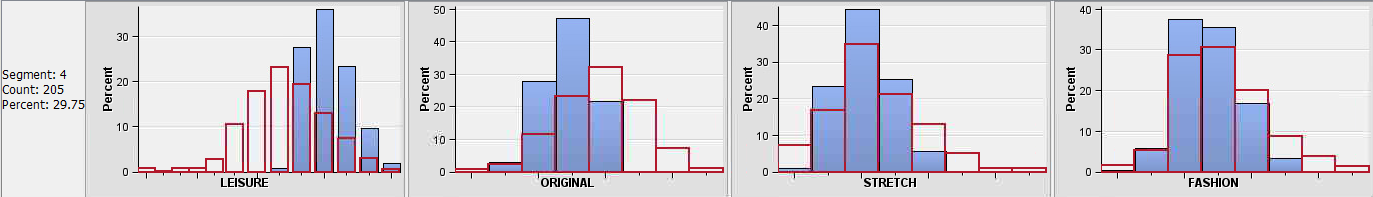 Segment: 4
Count: 205
Percent: 29.75
Percent
30
20
10
0
LEISURE
Percent
50
40
30
20
10
0
ORIGINAL
Percent
40
30
20
10
0
STRETCH
Percent
40
30
20
10
0
FASHION